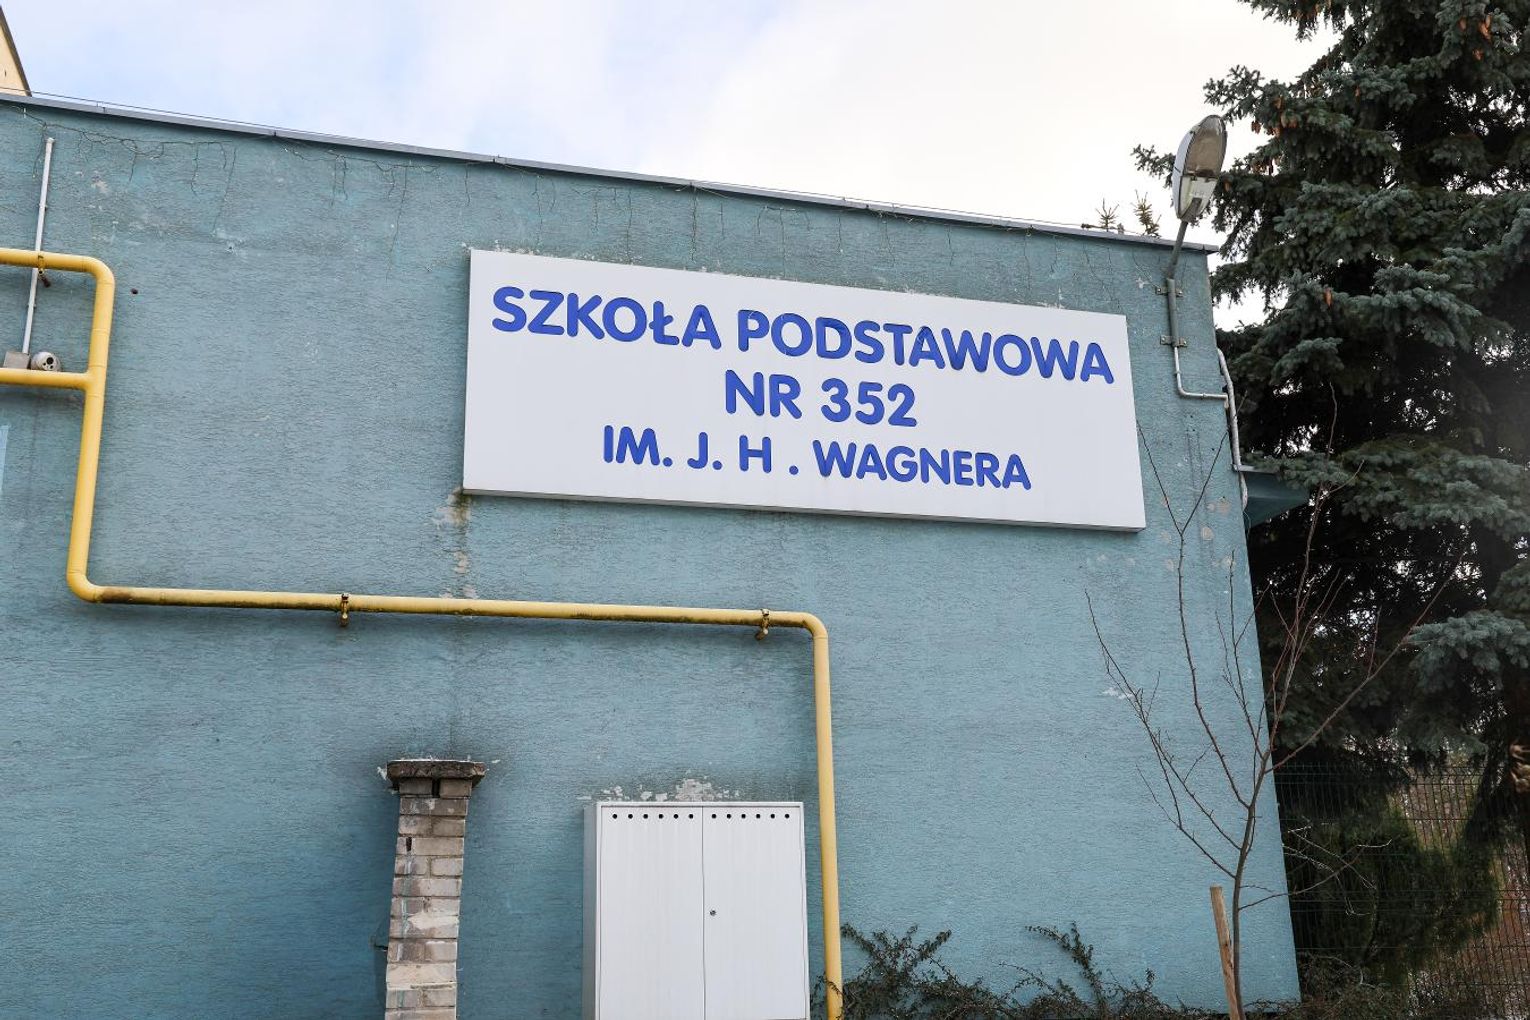 SZKOŁA PODSTAWOWA
NR 352
IM. J. H . WAGNERA